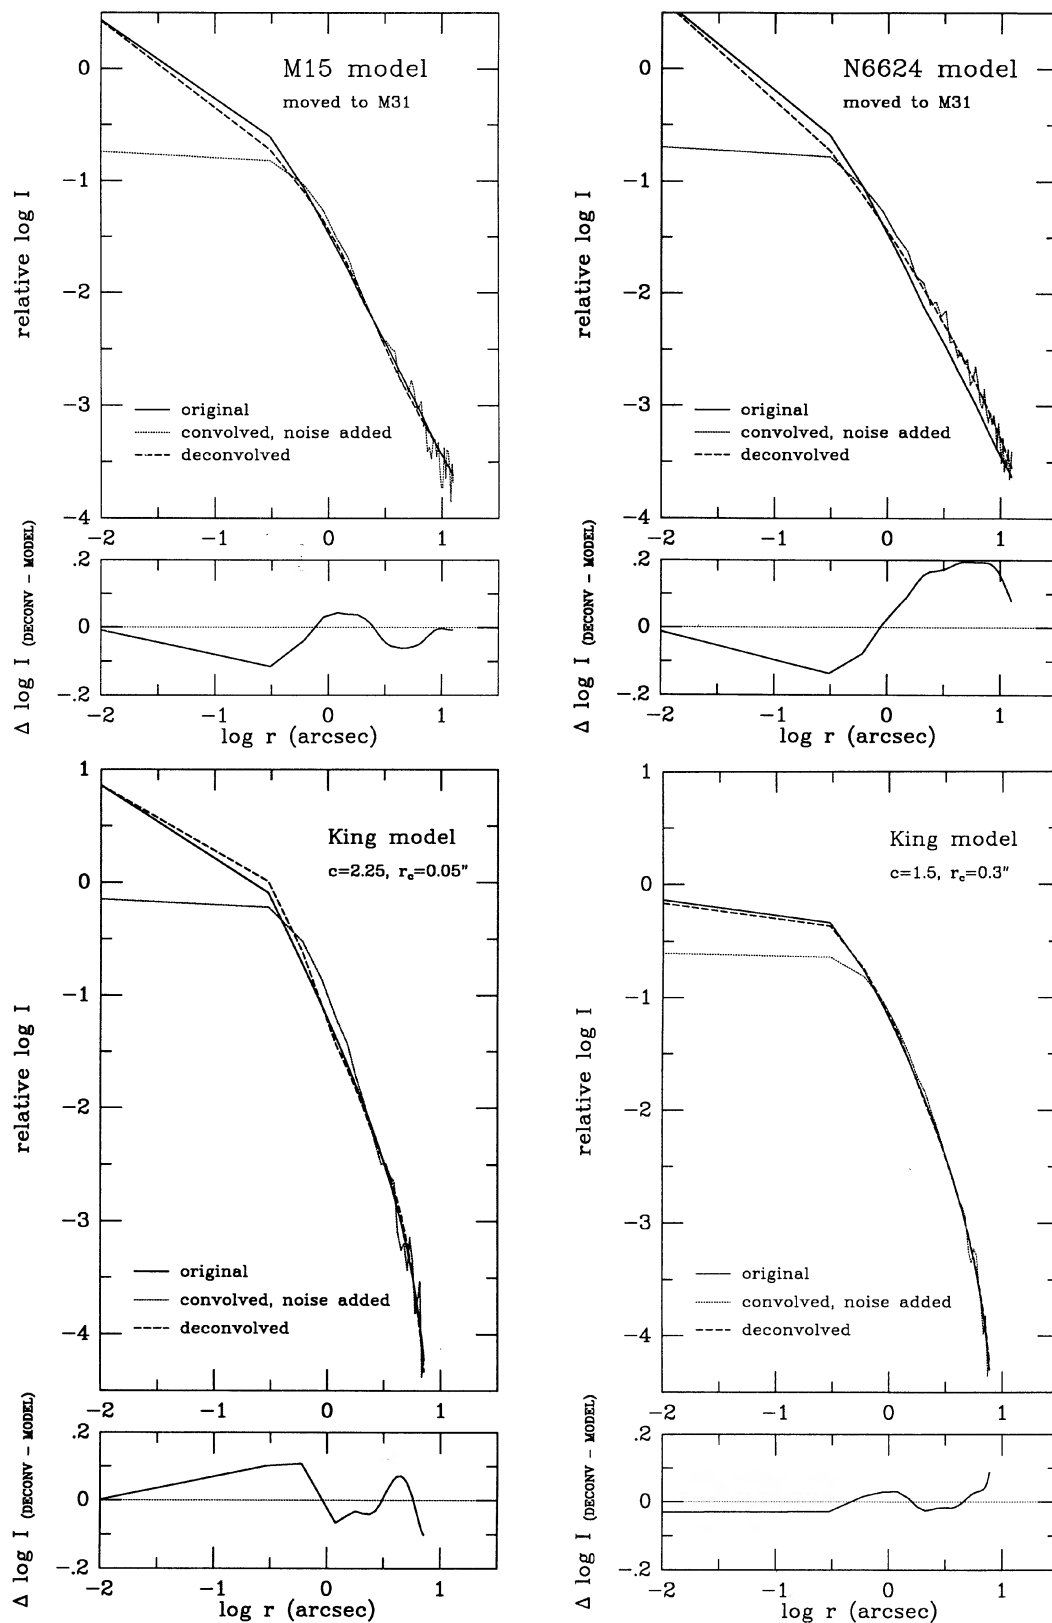 M15 model
moved to M31
relative log I
0
−1
−2
−3
−4
original
convolved, noise added
deconvolved
−2
−1
0
1
Δ log I (DECONV − MODEL)
.2
0
−.2
−2
−1
0
1
log r (arcsec)
N6624 model
moved to M31
relative log I
0
−1
−2
−3
−4
original
convolved, noise added
deconvolved
−2
−1
0
1
Δ log I (DECONV − MODEL)
.2
0
−.2
−2
−1
0
1
log r (arcsec)
King model
c=2.25, r_c=0.05"
relative log I
1
0
−1
−2
−3
−4
original
convolved, noise added
deconvolved
−2
−1
0
1
Δ log I (DECONV − MODEL)
.2
0
−.2
−2
−1
0
1
log r (arcsec)
King model
c=1.5, r_c=0.3"
relative log I
1
0
−1
−2
−3
−4
original
convolved, noise added
deconvolved
−2
−1
0
1
Δ log I (DECONV − MODEL)
.2
0
−.2
−2
−1
0
1
log r (arcsec)